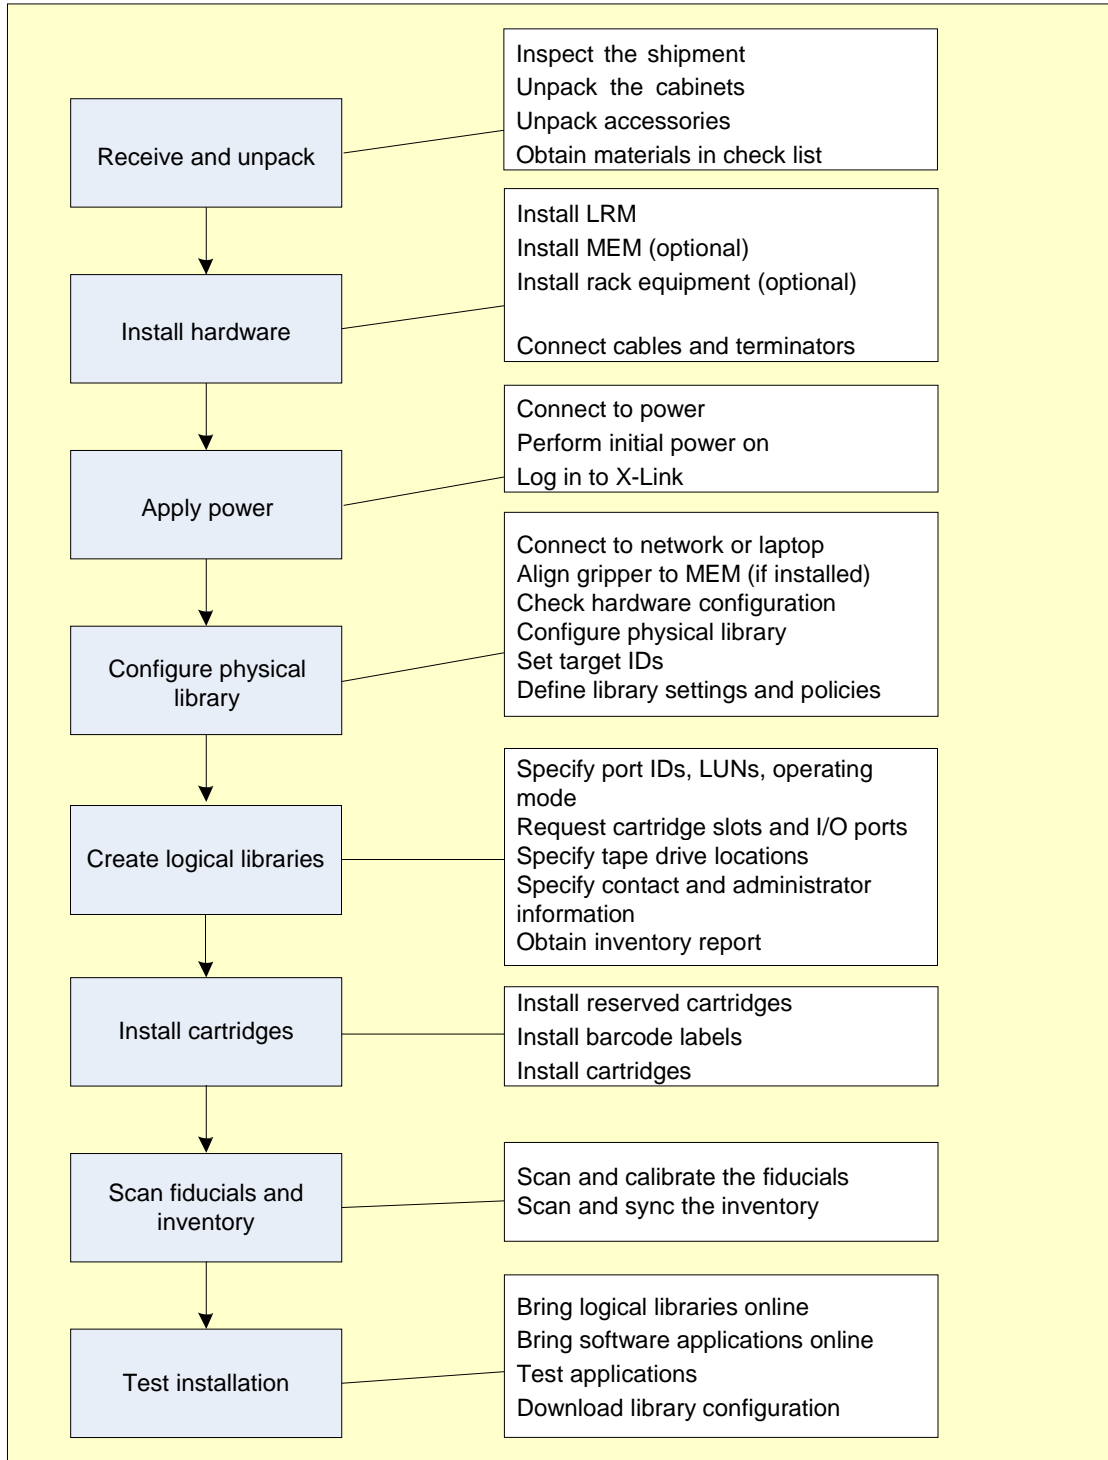 Receive and unpack
Inspect the shipment
Unpack the cabinets
Unpack accessories
Obtain materials in check list
Install hardware
Install LRM
Install MEM (optional)
Install rack equipment (optional)
Connect cables and terminators
Apply power
Connect to power
Perform initial power on
Log in to X-Link
Configure physical
library
Connect to network or laptop
Align gripper to MEM (if installed)
Check hardware configuration
Configure physical library
Set target IDs
Define library settings and policies
Create logical libraries
Specify port IDs, LUNs, operating
mode
Request cartridge slots and I/O ports
Specify tape drive locations
Specify contact and administrator
information
Obtain inventory report
Install cartridges
Install reserved cartridges
Install barcode labels
Install cartridges
Scan fiducials and
inventory
Scan and calibrate the fiducials
Scan and sync the inventory
Test installation
Bring logical libraries online
Bring software applications online
Test applications
Download library configuration